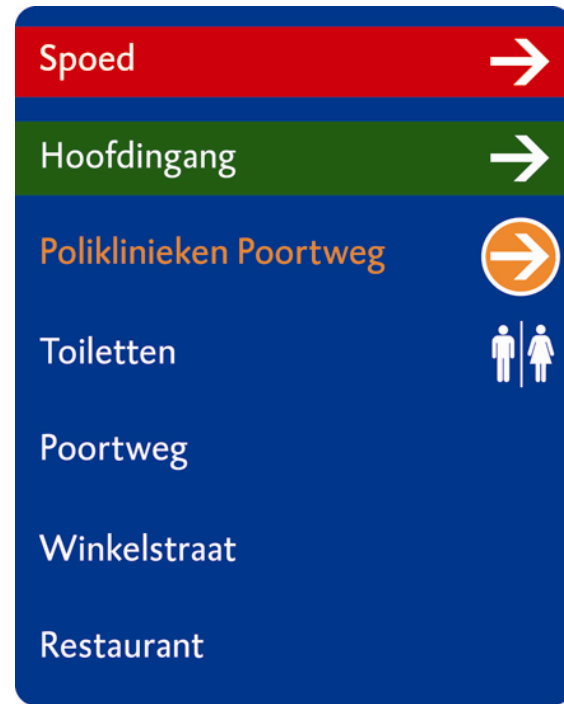 Spoed
Hoofdingang
Poliklinieken Poortweg
Toiletten
Poortweg
Winkelstraat
Restaurant